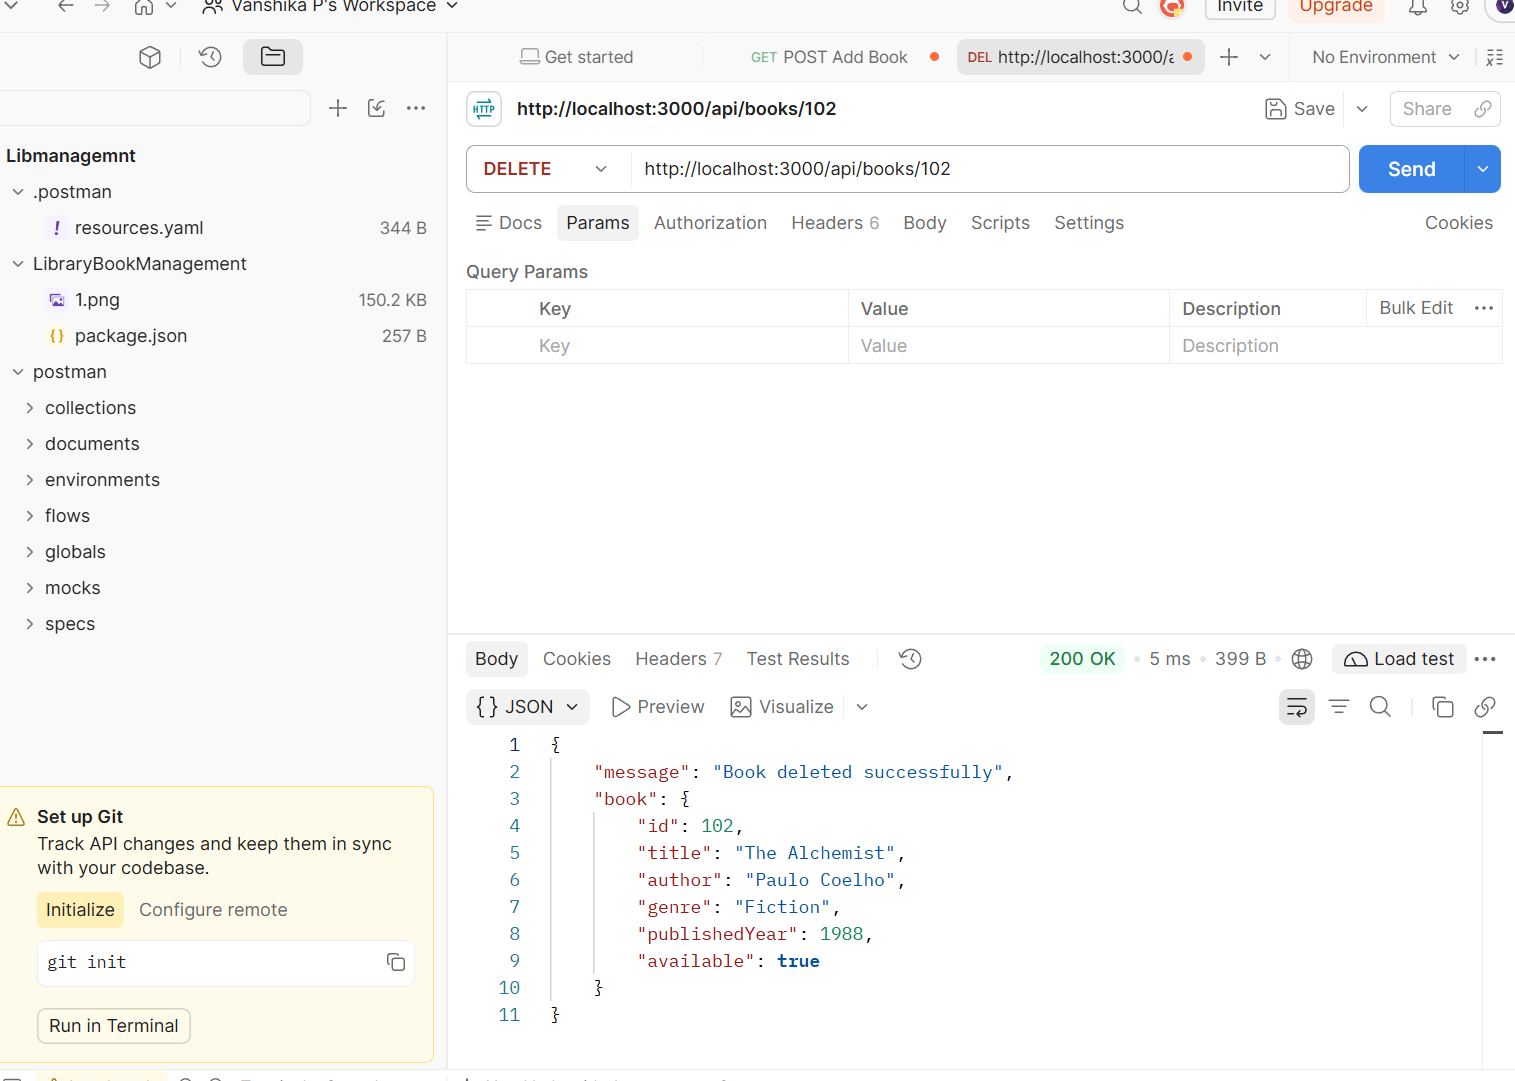 Vanshika P's Workspace
Invite
Upgrade
V
Get started
GET POST Add Book
DEL http://localhost:3000/a
No Environment
HTTP http://localhost:3000/api/books/102
Save
Share
Libmanagemnt
.postman
! resources.yaml 344 B
LibraryBookManagement
1.png 150.2 KB
{} package.json 257 B
postman
collections
documents
environments
flows
globals
mocks
specs
Set up Git
Track API changes and keep them in sync
with your codebase.
Initialize Configure remote
git init
Run in Terminal
DELETE http://localhost:3000/api/books/102
Send
Docs Params Authorization Headers 6 Body Scripts Settings Cookies
Query Params
Key Value Description Bulk Edit
Key Value Description
Body Cookies Headers 7 Test Results 200 OK • 5 ms • 399 B • Load test
{} JSON Preview Visualize
1 {
2 "message": "Book deleted successfully",
3 "book": {
4 "id": 102,
5 "title": "The Alchemist",
6 "author": "Paulo Coelho",
7 "genre": "Fiction",
8 "publishedYear": 1988,
9 "available": true
10 }
11 }